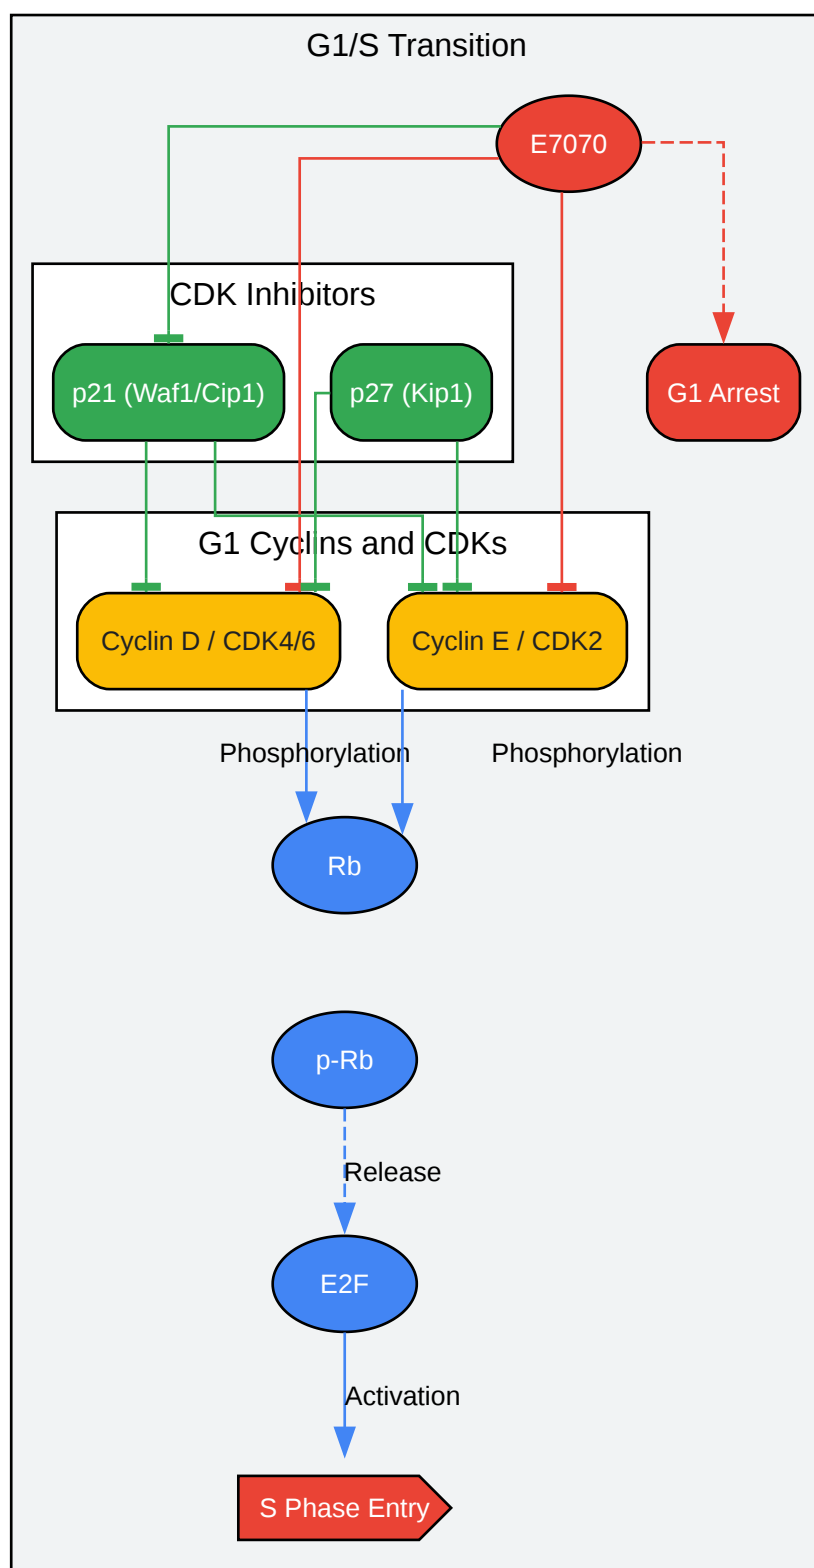 G1/S Transition
E7070
CDK Inhibitors
p21 (Waf1/Cip1)
p27 (Kip1)
G1 Arrest
G1 Cyclins and CDKs
Cyclin D / CDK4/6
Cyclin E / CDK2
Phosphorylation
Phosphorylation
Rb
p-Rb
Release
E2F
Activation
S Phase Entry